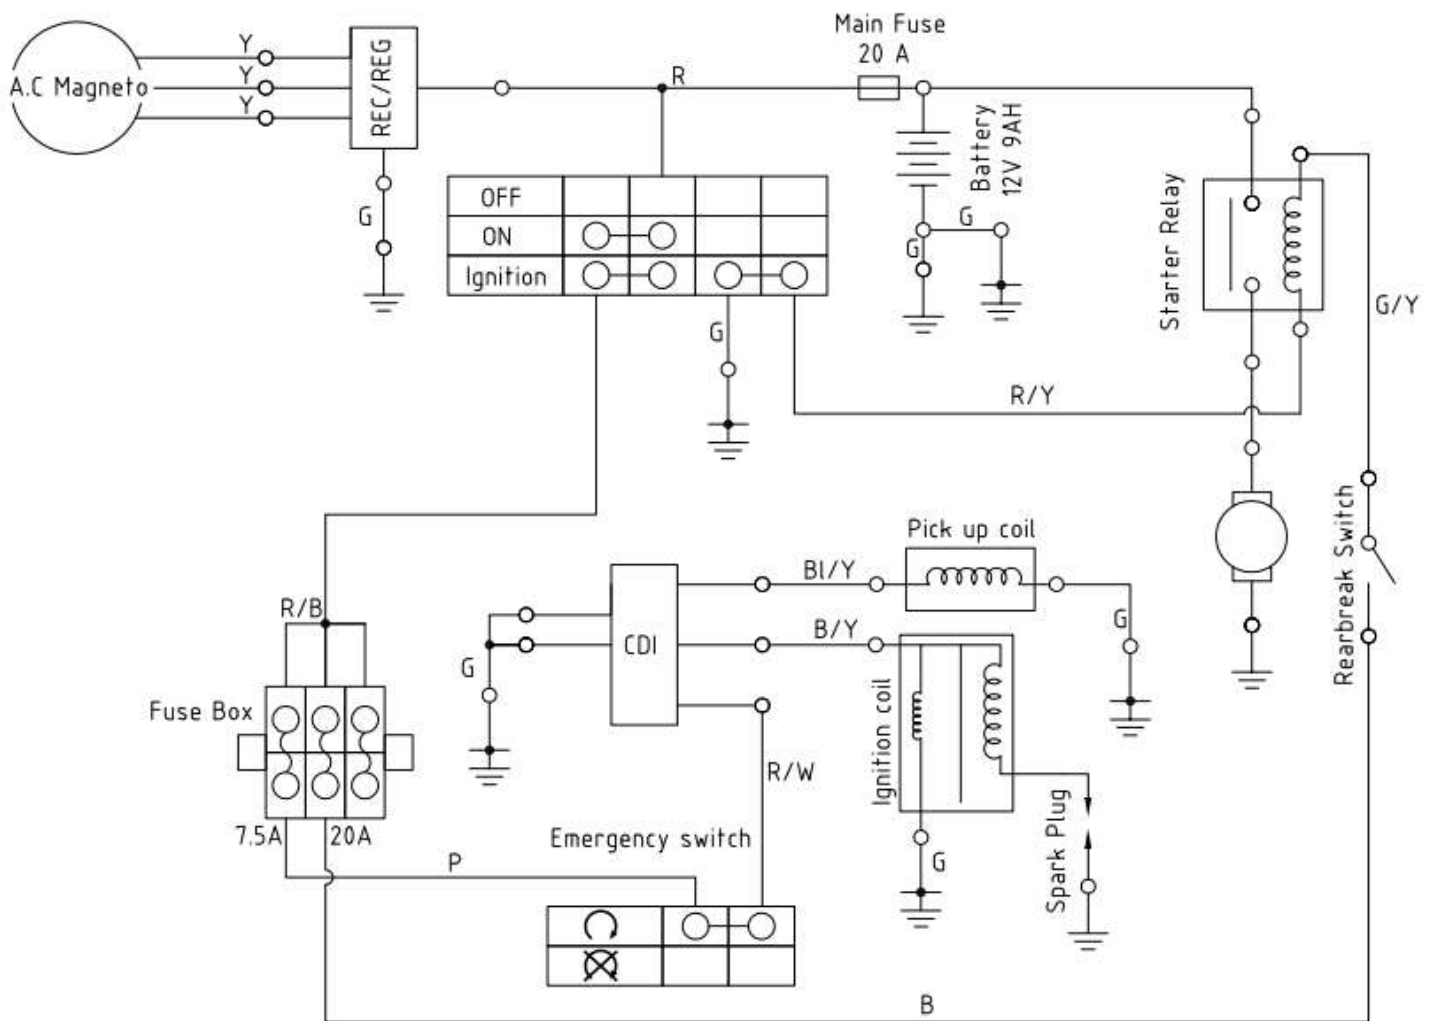 Main Fuse
20 A
Y
Y
Y
A.C Magneto
REC/REG
R
Battery
12V 9AH
G
OFF
ON
Ignition
G
G
Starter Relay
G/Y
G
R/Y
Pick up coil
Bl/Y
B/Y
CDI
G
G
Rearbreak Switch
R/B
Fuse Box
7.5A
20A
Ignition coil
R/W
Emergency switch
G
Spark Plug
P
B